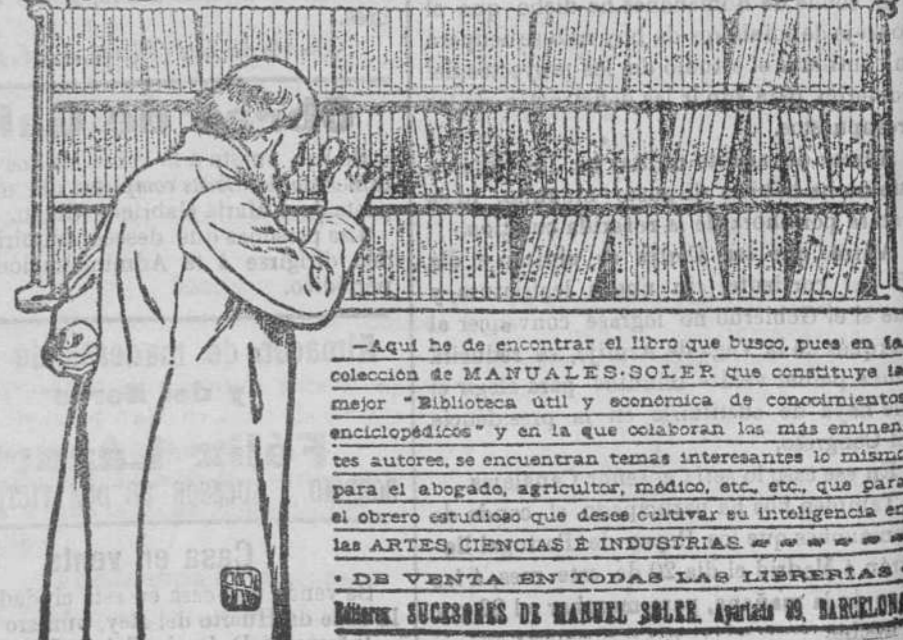 Aquí he de encontrar el libro que busco, pues en la
colección de MANUALES-SOLER que constituye la
mejor "Biblioteca útil y económica de conocimientos
enciclopédicos" y en la que colaboran los más eminen-
tes autores, se encuentran temas interesantes lo mismo
para el abogado, agricultor, médico, etc., etc., que para
el obrero estudioso que desee cultivar su inteligencia en
las ARTES, CIENCIAS É INDUSTRIAS
• DE VENTA EN TODAS LAS LIBRERÍAS •
Editores: SUCESORES DE MANUEL SOLER. Apartado 89, BARCELONA